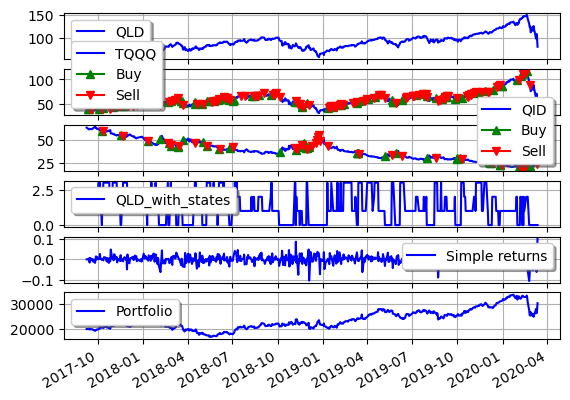 150
100
QLD
TQQQ
Buy
Sell
100
50
QID
Buy
Sell
50
25
2.5
0.0
QLD_with_states
0.1
0.0
−0.1
Simple returns
30000
20000
Portfolio
2017-10
2018-01
2018-04
2018-07
2018-10
2019-01
2019-04
2019-07
2019-10
2020-01
2020-04